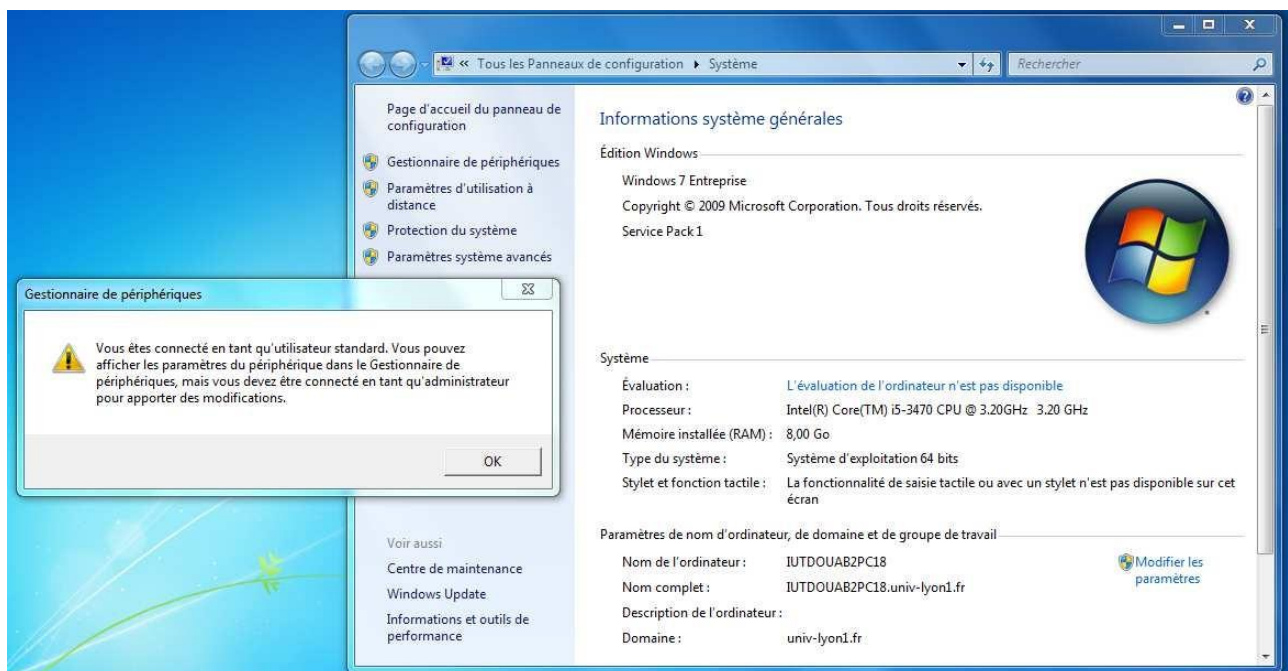 « Tous les Panneaux de configuration ▸ Système
Rechercher
Page d'accueil du panneau de
configuration
Gestionnaire de périphériques
Paramètres d'utilisation à
distance
Protection du système
Paramètres système avancés
Informations système générales
Édition Windows
Windows 7 Entreprise
Copyright © 2009 Microsoft Corporation. Tous droits réservés.
Service Pack 1
Gestionnaire de périphériques
Vous êtes connecté en tant qu'utilisateur standard. Vous pouvez
afficher les paramètres du périphérique dans le Gestionnaire de
périphériques, mais vous devez être connecté en tant qu'administrateur
pour apporter des modifications.
OK
Système
Évaluation : L'évaluation de l'ordinateur n'est pas disponible
Processeur : Intel(R) Core(TM) i5-3470 CPU @ 3.20GHz 3.20 GHz
Mémoire installée (RAM) : 8,00 Go
Type du système : Système d'exploitation 64 bits
Stylet et fonction tactile : La fonctionnalité de saisie tactile ou avec un stylet n'est pas disponible sur cet
écran
Paramètres de nom d'ordinateur, de domaine et de groupe de travail
Nom de l'ordinateur : IUTDOUAB2PC18
Modifier les
paramètres
Nom complet : IUTDOUAB2PC18.univ-lyon1.fr
Description de l'ordinateur :
Domaine : univ-lyon1.fr
Voir aussi
Centre de maintenance
Windows Update
Informations et outils de
performance